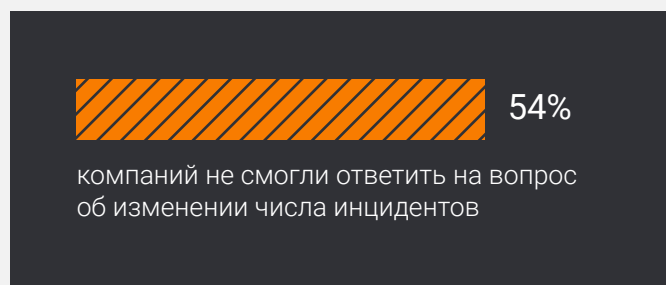 54%
компаний не смогли ответить на вопрос
об изменении числа инцидентов